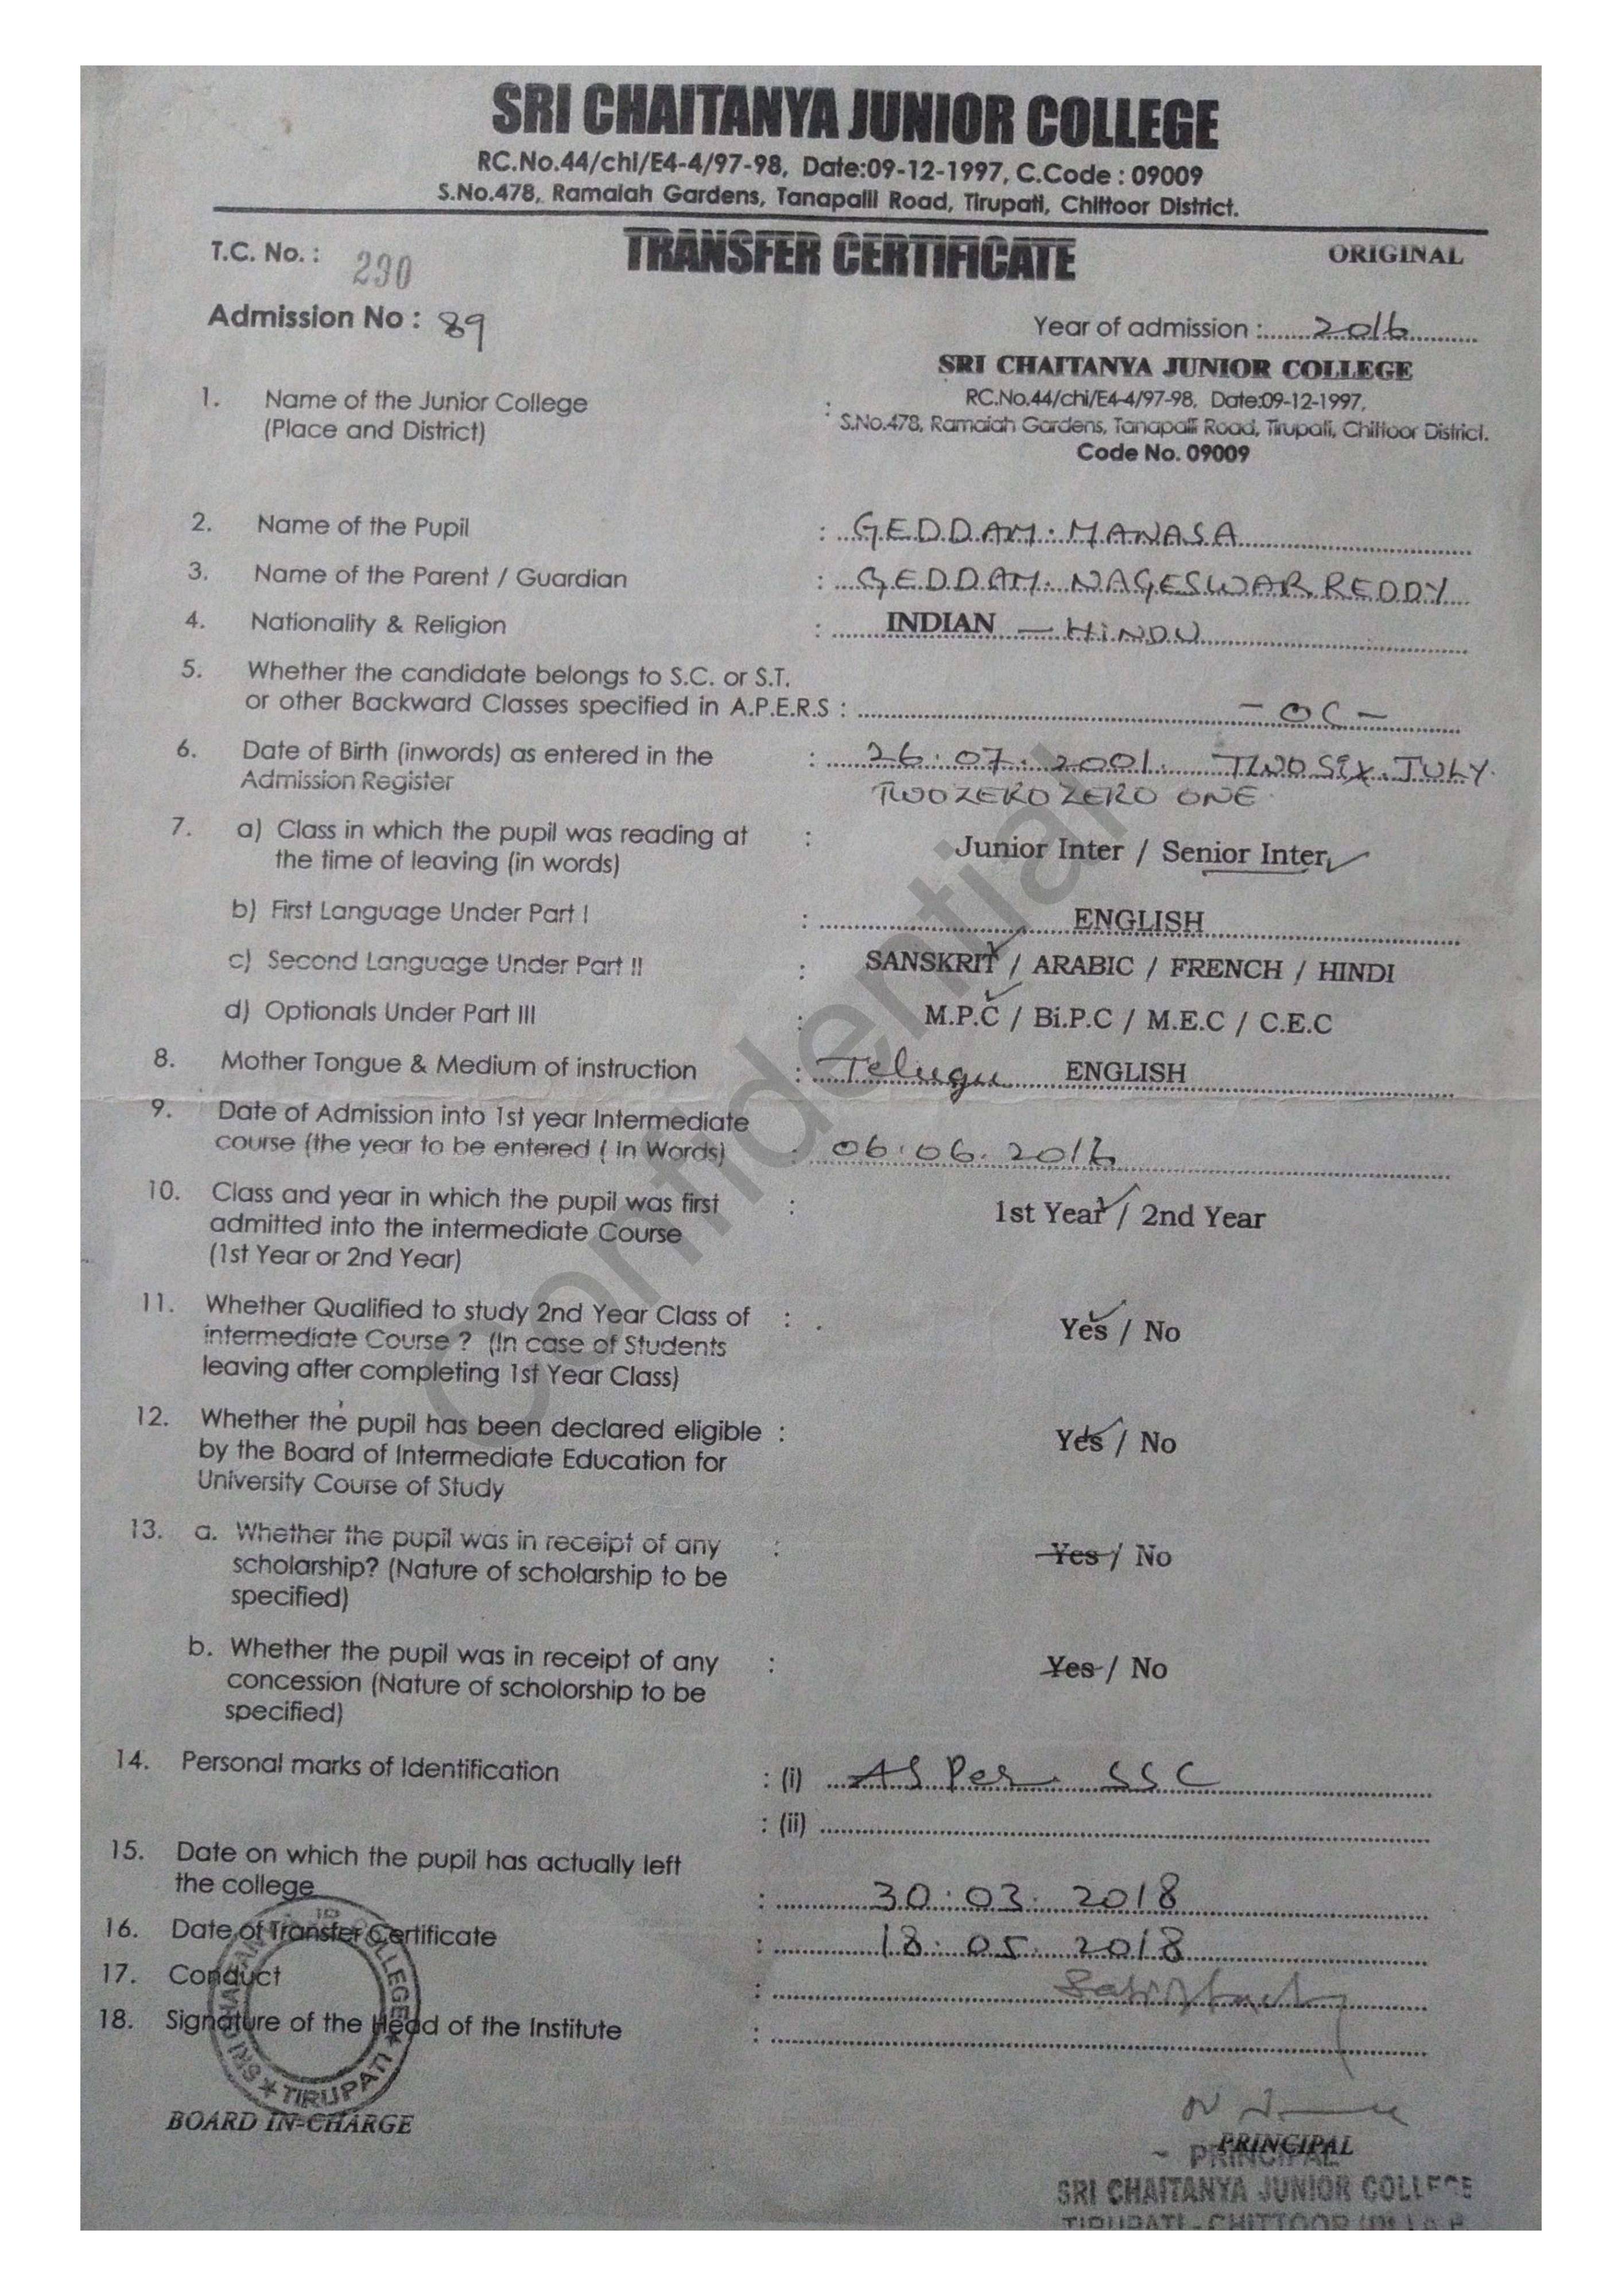 SRI CHAITANYA JUNIOR COLLEGE
RC.No.44/chi/E4-4/97-98, Date:09-12-1997, C.Code : 09009
S.No.478, Ramaiah Gardens, Tanapalli Road, Tirupati, Chittoor District.
T.C. No. : 290 TRANSFER CERTIFICATE ORIGINAL
Admission No : 89 Year of admission : 2016
SRI CHAITANYA JUNIOR COLLEGE
1. Name of the Junior College : RC.No.44/chi/E4-4/97-98, Date:09-12-1997,
(Place and District) S.No.478, Ramaiah Gardens, Tanapalli Road, Tirupati, Chittoor District.
Code No. 09009
2. Name of the Pupil : GEDDAM. MANASA
3. Name of the Parent / Guardian : GEDDAM. NAGESWAR REDDY
4. Nationality & Religion : INDIAN - HINDU
5. Whether the candidate belongs to S.C. or S.T.
or other Backward Classes specified in A.P.E.R.S : - OC -
6. Date of Birth (inwords) as entered in the : 26.07.2001. TWO SIX. JULY.
Admission Register TWO ZERO ZERO ONE
7. a) Class in which the pupil was reading at : Junior Inter / Senior Inter ✓
the time of leaving (in words)
b) First Language Under Part I : ENGLISH
c) Second Language Under Part II : SANSKRIT / ARABIC / FRENCH / HINDI
d) Optionals Under Part III : M.P.C / Bi.P.C / M.E.C / C.E.C
8. Mother Tongue & Medium of instruction : Telugu ENGLISH
9. Date of Admission into 1st year Intermediate
course (the year to be entered ( In Words) : 06.06.2016
10. Class and year in which the pupil was first : 1st Year / 2nd Year
admitted into the intermediate Course
(1st Year or 2nd Year)
11. Whether Qualified to study 2nd Year Class of : Yes / No
intermediate Course ? (In case of Students
leaving after completing 1st Year Class)
12. Whether the pupil has been declared eligible : Yes / No
by the Board of Intermediate Education for
University Course of Study
13. a. Whether the pupil was in receipt of any : Yes / No
scholarship? (Nature of scholarship to be
specified)
b. Whether the pupil was in receipt of any : Yes / No
concession (Nature of scholorship to be
specified)
14. Personal marks of Identification : (i) AS Per SSC
: (ii)
15. Date on which the pupil has actually left
the college : 30.03.2018
16. Date of Transfer Certificate : 18.05.2018
17. Conduct : Satisfactory
18. Signature of the Head of the Institute :
TIRUPATI
BOARD IN-CHARGE PRINCIPAL
PRINCIPAL
SRI CHAITANYA JUNIOR COLLEGE
Confidential